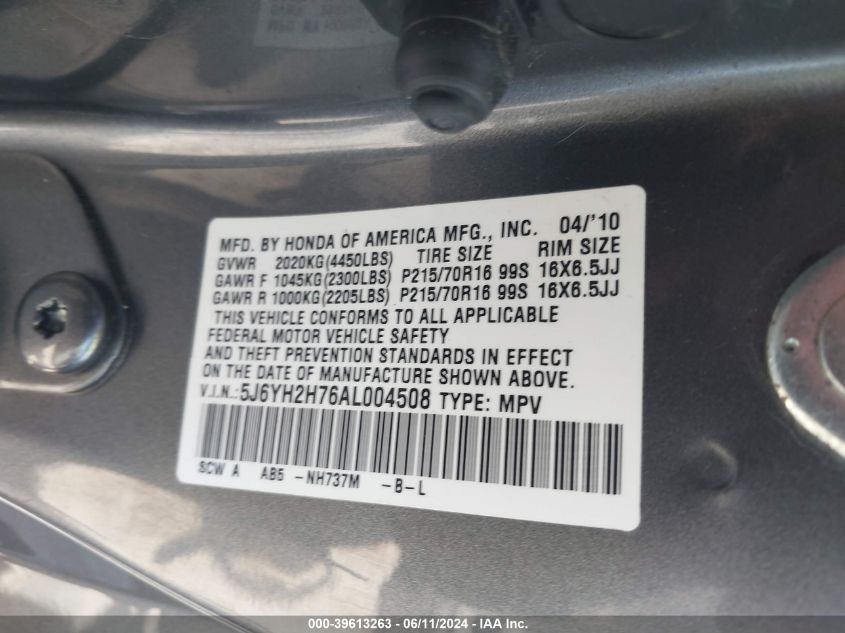 MFD. BY HONDA OF AMERICA MFG., INC. 04/'10
GVWR 2020KG(4450LBS) TIRE SIZE RIM SIZE
GAWR F 1045KG(2300LBS) P215/70R16 99S 16X6.5JJ
GAWR R 1000KG(2205LBS) P215/70R16 99S 16X6.5JJ
THIS VEHICLE CONFORMS TO ALL APPLICABLE
FEDERAL MOTOR VEHICLE SAFETY
AND THEFT PREVENTION STANDARDS IN EFFECT
ON THE DATE OF MANUFACTURE SHOWN ABOVE.
V.I.N.:5J6YH2H76AL004508 TYPE: MPV
SCW A AB5 -NH737M -B-L
000-39613263 - 06/11/2024 - IAA Inc.